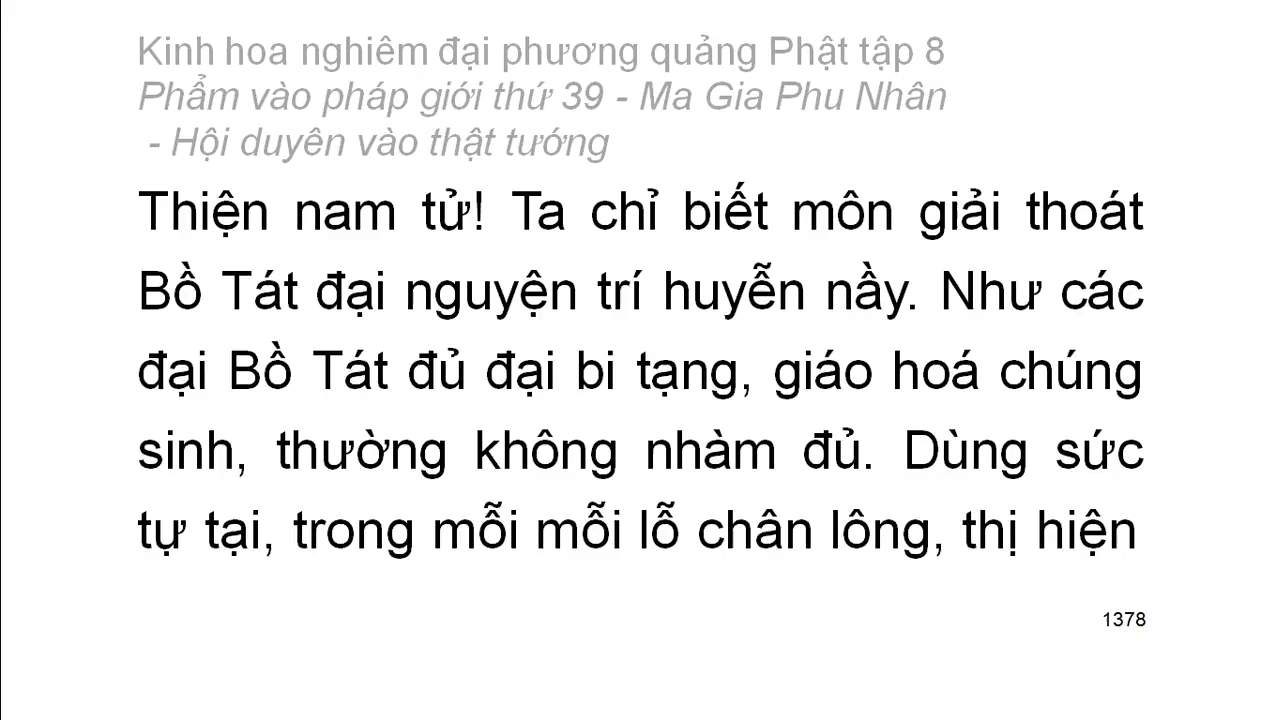 Kinh hoa nghiêm đại phương quảng Phật tập 8
Phẩm vào pháp giới thứ 39 - Ma Gia Phu Nhân
- Hội duyên vào thật tướng
Thiện nam tử! Ta chỉ biết môn giải thoát
Bồ Tát đại nguyện trí huyễn nầy. Như các
đại Bồ Tát đủ đại bi tạng, giáo hoá chúng
sinh, thường không nhàm đủ. Dùng sức
tự tại, trong mỗi mỗi lỗ chân lông, thị hiện
1378